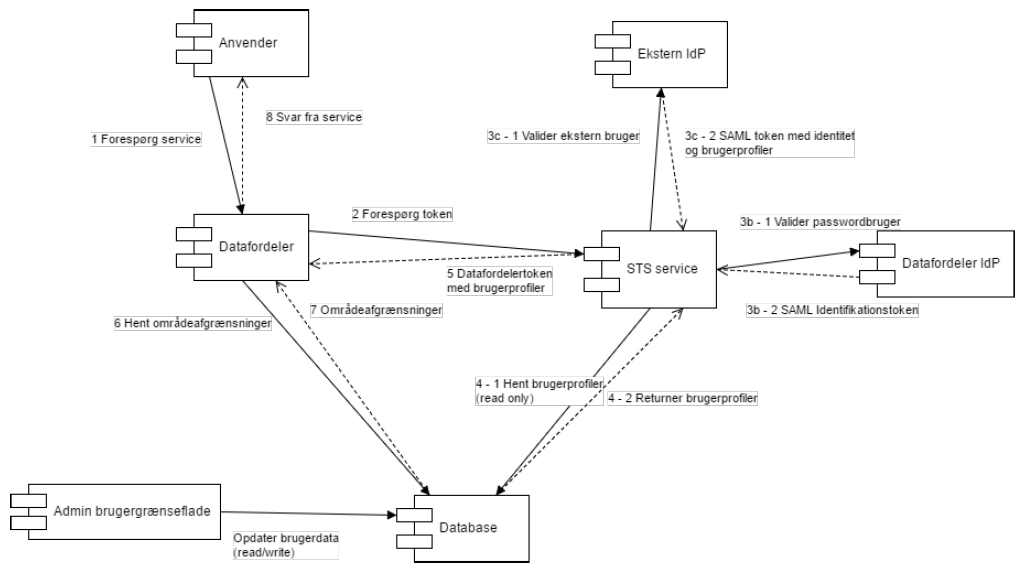 Anvender
Ekstern IdP
8 Svar fra service
1 Forespørg service
3c - 1 Valider ekstern bruger
3c - 2 SAML token med identitet
og brugerprofiler
2 Forespørg token
3b - 1 Valider passwordbruger
Datafordeler
STS service
Datafordeler IdP
5 Datafordelertoken
med brugerprofiler
7 Områdeafgrænsninger
3b - 2 SAML Identifikationstoken
6 Hent områdeafgrænsninger
4 - 1 Hent brugerprofiler
(read only)
4 - 2 Returner brugerprofiler
Admin brugergrænseflade
Database
Opdater brugerdata
(read/write)